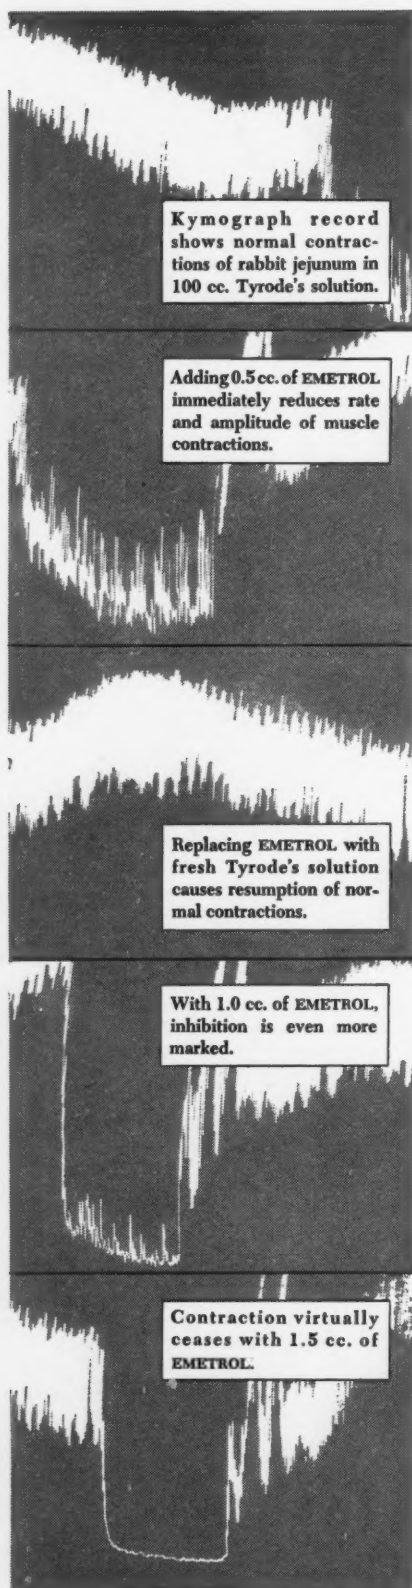 Kymograph record
shows normal contrac-
tions of rabbit jejunum in
100 cc. Tyrode's solution.
Adding 0.5 cc. of EMETROL
immediately reduces rate
and amplitude of muscle
contractions.
Replacing EMETROL with
fresh Tyrode's solution
causes resumption of nor-
mal contractions.
With 1.0 cc. of EMETROL,
inhibition is even more
marked.
Contraction virtually
ceases with 1.5 cc. of
EMETROL.